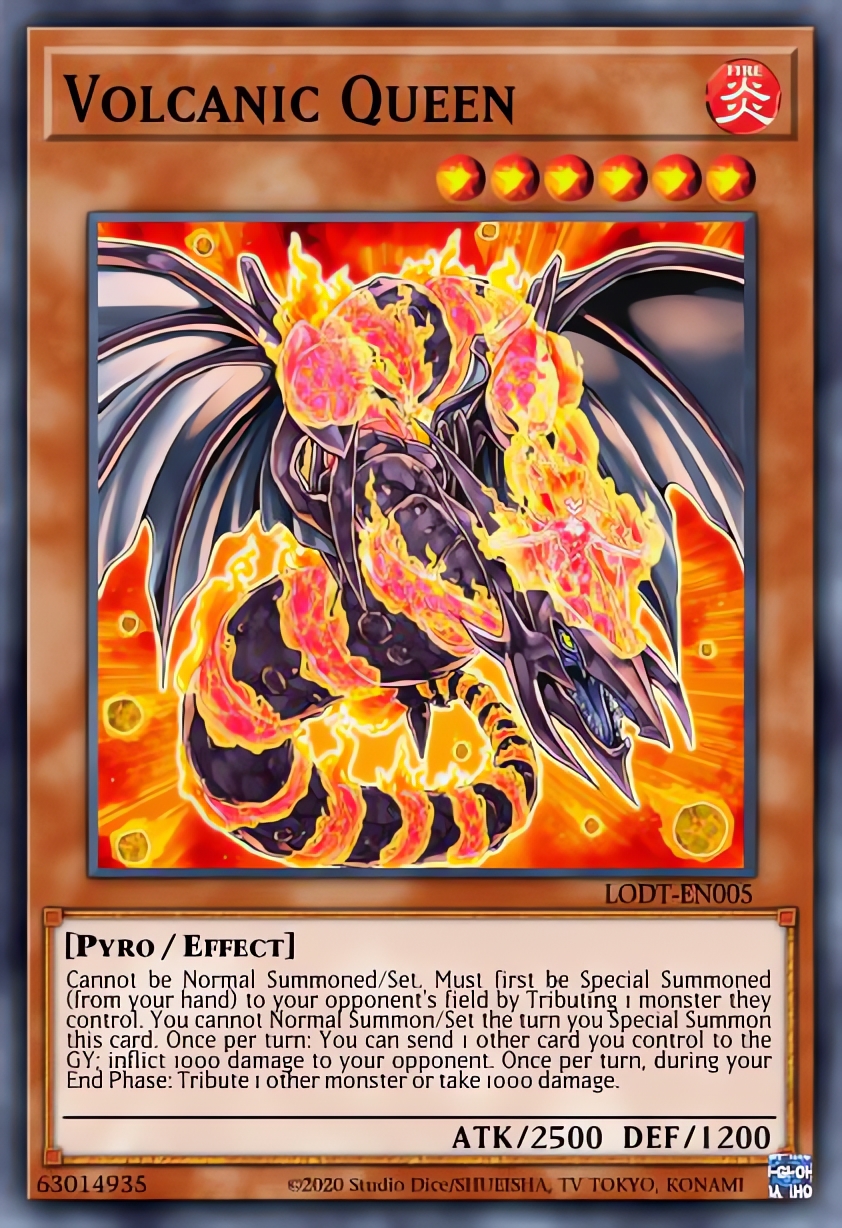 Volcanic Queen
FIRE
炎
LODT-EN005
[Pyro / Effect]
Cannot be Normal Summoned/Set. Must first be Special Summoned
(from your hand) to your opponent's field by Tributing 1 monster they
control. You cannot Normal Summon/Set the turn you Special Summon
this card. Once per turn: You can send 1 other card you control to the
GY; inflict 1000 damage to your opponent. Once per turn, during your
End Phase: Tribute 1 other monster or take 1000 damage.
ATK/2500 DEF/1200
63014935
©2020 Studio Dice/SHUEISHA, TV TOKYO, KONAMI